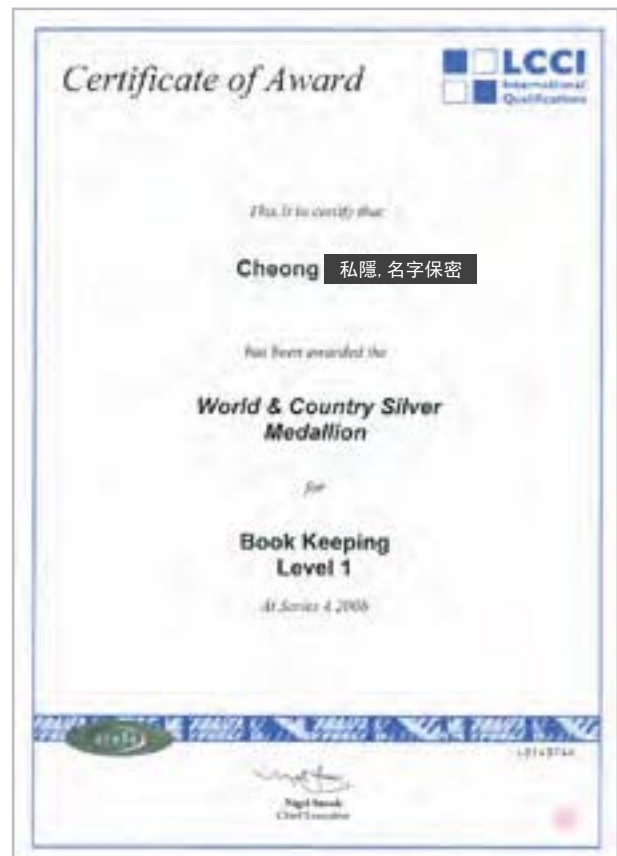 Certificate of Award
LCCI
International
Qualifications
This is to certify that
Cheong 私隱, 名字保密
has been awarded the
World & Country Silver
Medallion
for
Book Keeping
Level 1
At Series 4 2006
Chief Executive